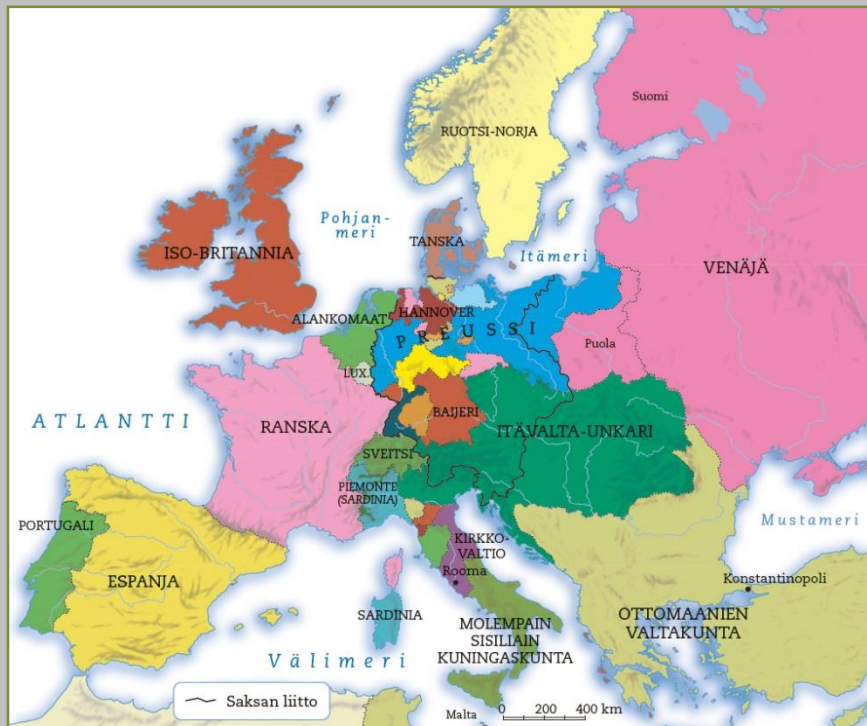 Suomi
RUOTSI-NORJA
Pohjan-
meri
TANSKA
ISO-BRITANNIA
Itämeri
VENÄJÄ
HANNOVER
ALANKOMAAT
PREUSSI
Puola
LUX.
ATLANTTI
RANSKA
BAIJERI
ITÄVALTA-UNKARI
SVEITSI
PIEMONTE
(SARDINIA)
PORTUGALI
Mustameri
KIRKKO-
VALTIO
Rooma
ESPANJA
Konstantinopoli
SARDINIA
MOLEMPAIN
SISILIAIN
KUNINGASKUNTA
OTTOMAANIEN
VALTAKUNTA
Välimeri
Saksan liitto
Malta
0 200 400 km